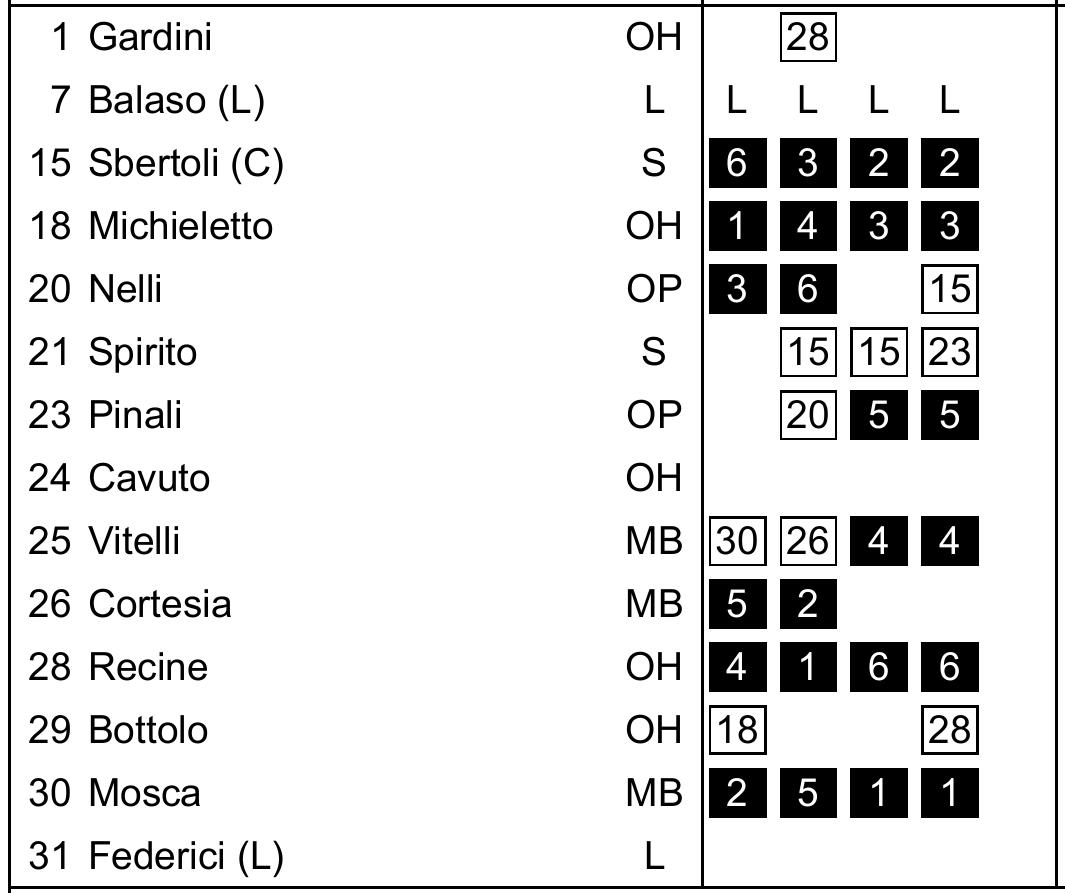 1 Gardini OH 28
7 Balaso (L) L L L L L
15 Sbertoli (C) S 6 3 2 2
18 Michieletto OH 1 4 3 3
20 Nelli OP 3 6 15
21 Spirito S 15 15 23
23 Pinali OP 20 5 5
24 Cavuto OH
25 Vitelli MB 30 26 4 4
26 Cortesia MB 5 2
28 Recine OH 4 1 6 6
29 Bottolo OH 18 28
30 Mosca MB 2 5 1 1
31 Federici (L) L